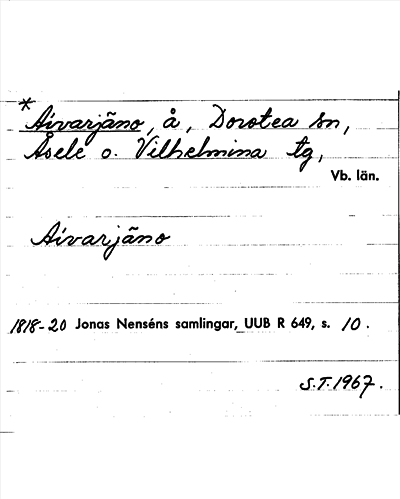 *
Aivarjäno, å, Dorotea sn,
Åsele o. Vilhelmina tg,
Vb. län.
Aivarjäno
1818-20 Jonas Nenséns samlingar, UUB R 649, s. 10.
S.T. 1967.